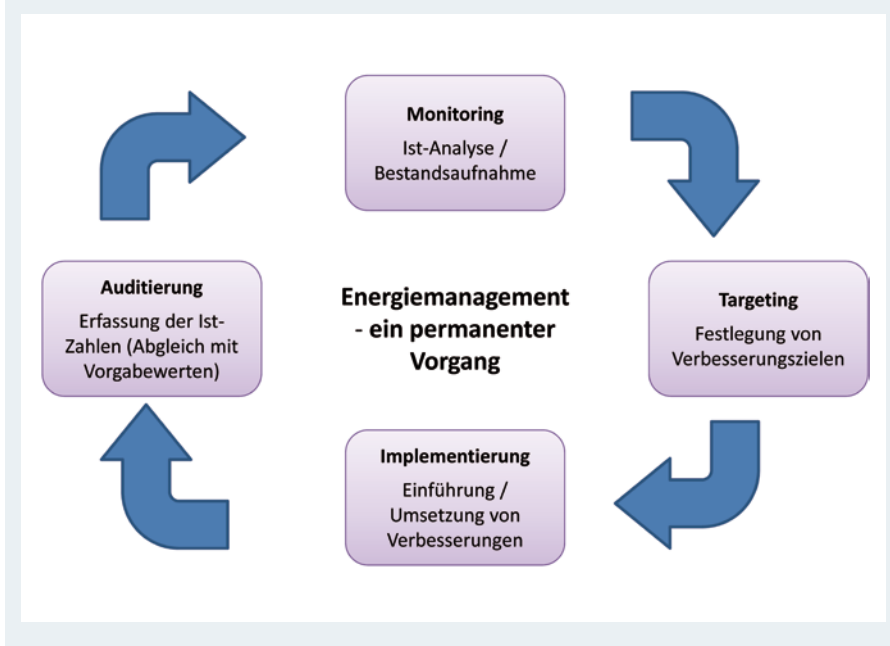 Monitoring
Ist-Analyse /
Bestandsaufnahme
Auditierung
Erfassung der Ist-
Zahlen (Abgleich mit
Vorgabewerten)
Energiemanagement
- ein permanenter
Vorgang
Targeting
Festlegung von
Verbesserungszielen
Implementierung
Einführung /
Umsetzung von
Verbesserungen